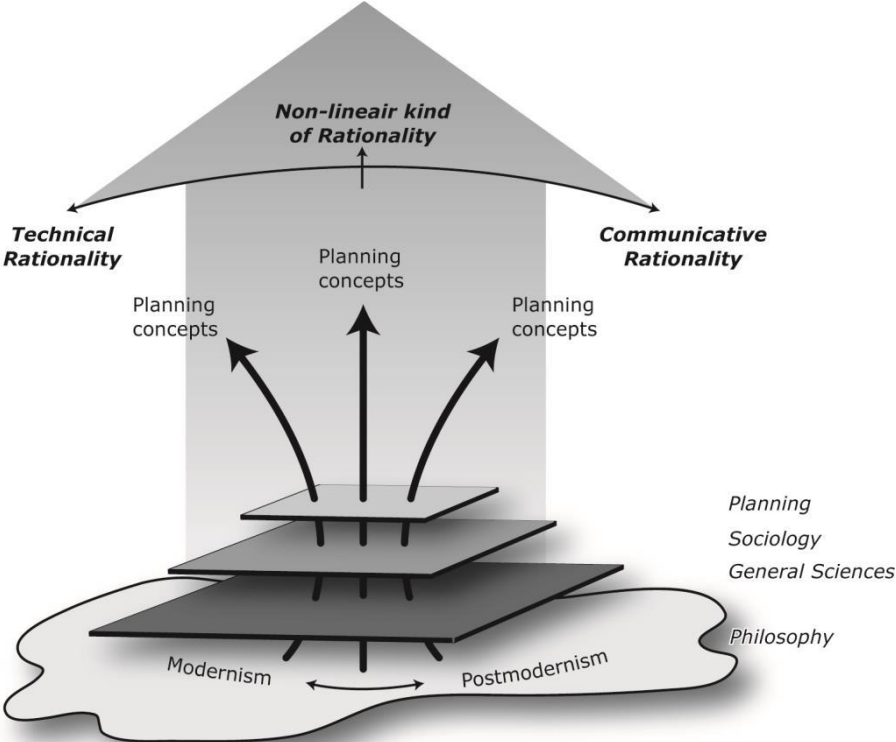 Non-lineair kind
of Rationality
Technical
Rationality
Communicative
Rationality
Planning
concepts
Planning
concepts
Planning
concepts
Planning
Sociology
General Sciences
Philosophy
Modernism
Postmodernism